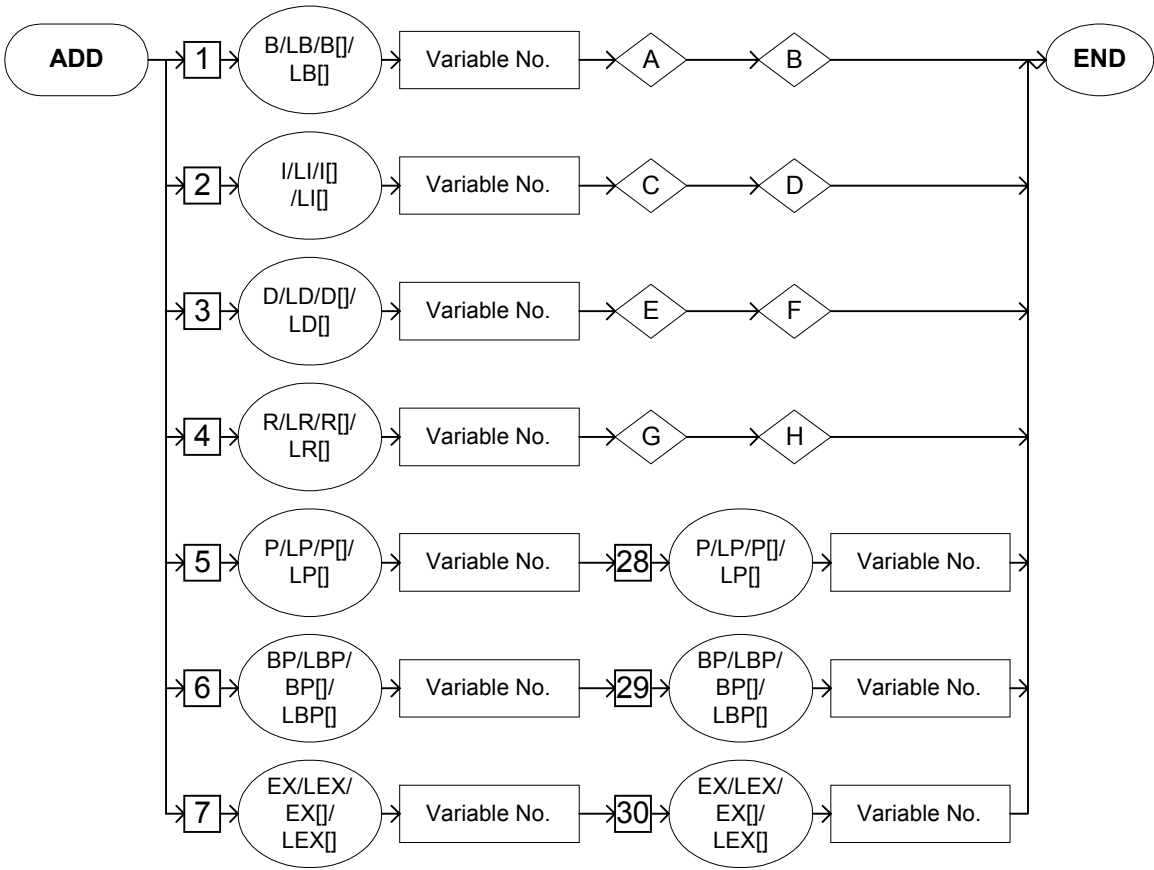 ADD
1
B/LB/B[]/
LB[]
Variable No.
A
B
END
2
I/LI/I[]
/LI[]
Variable No.
C
D
3
D/LD/D[]/
LD[]
Variable No.
E
F
4
R/LR/R[]/
LR[]
Variable No.
G
H
5
P/LP/P[]/
LP[]
Variable No.
28
P/LP/P[]/
LP[]
Variable No.
6
BP/LBP/
BP[]/
LBP[]
Variable No.
29
BP/LBP/
BP[]/
LBP[]
Variable No.
7
EX/LEX/
EX[]/
LEX[]
Variable No.
30
EX/LEX/
EX[]/
LEX[]
Variable No.